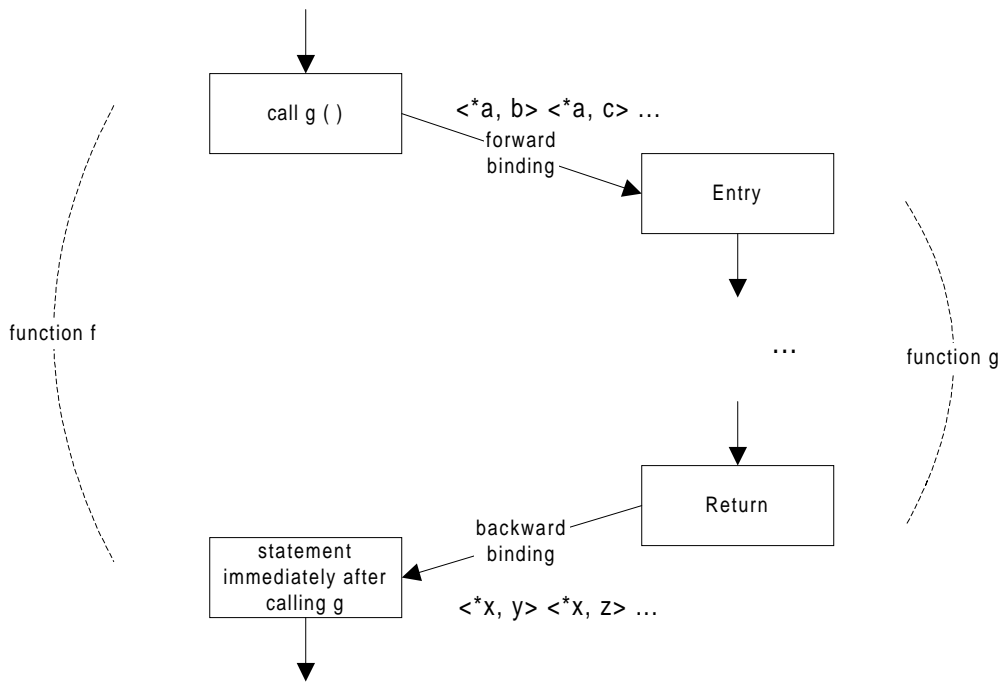 call g ( )
<*a, b> <*a, c> ...
forward
binding
Entry
function f
...
function g
Return
backward
binding
statement
immediately after
calling g
<*x, y> <*x, z> ...